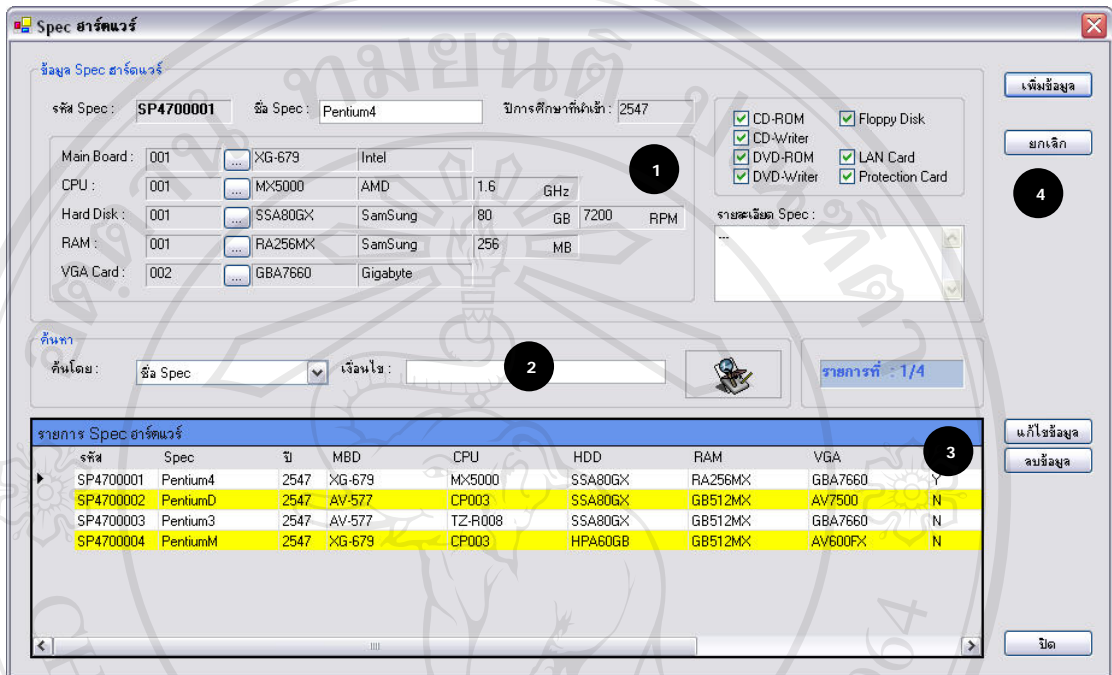 Spec ฮาร์ดแวร์
ข้อมูล Spec ฮาร์ดแวร์
รหัส Spec : SP4700001 ชื่อ Spec : Pentium4 ปีการศึกษาที่นำเข้า : 2547
Main Board : 001 ... XG-679 Intel
CPU : 001 ... MX5000 AMD 1.6 GHz
Hard Disk : 001 ... SSA80GX SamSung 80 GB 7200 RPM
RAM : 001 ... RA256MX SamSung 256 MB
VGA Card : 002 ... GBA7660 Gigabyte
1
CD-ROM Floppy Disk
CD-Writer
DVD-ROM LAN Card
DVD-Writer Protection Card
รายละเอียด Spec :
---
เพิ่มข้อมูล
ยกเลิก
4
ค้นหา
ค้นโดย : ชื่อ Spec เงื่อนไข : 2
รายการที่ : 1/4
รายการ Spec ฮาร์ดแวร์
3
รหัส Spec ปี MBD CPU HDD RAM VGA
SP4700001 Pentium4 2547 XG-679 MX5000 SSA80GX RA256MX GBA7660 Y
SP4700002 PentiumD 2547 AV-577 CP003 SSA80GX GB512MX AV7500 N
SP4700003 Pentium3 2547 AV-577 TZ-R008 SSA80GX GB512MX GBA7660 N
SP4700004 PentiumM 2547 XG-679 CP003 HPA60GB GB512MX AV600FX N
แก้ไขข้อมูล
ลบข้อมูล
ปิด